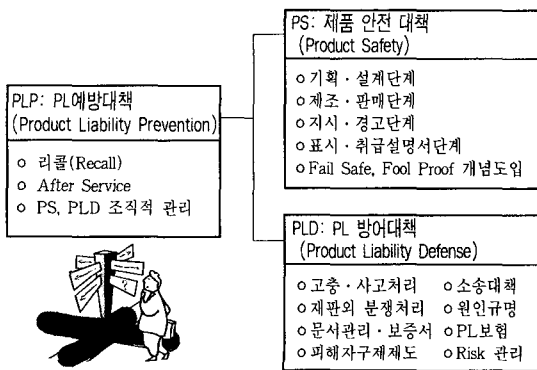 PLP: PL예방대책
(Product Liability Prevention)
○ 리콜(Recall)
○ After Service
○ PS, PLD 조직적 관리
PS: 제품 안전 대책
(Product Safety)
○기획·설계단계
○제조·판매단계
○지시·경고단계
○표시·취급설명서단계
○Fail Safe, Fool Proof 개념도입
PLD: PL 방어대책
(Product Liability Defense)
○고충·사고처리 ○소송대책
○재판외 분쟁처리 ○원인규명
○문서관리·보증서 ○PL보험
○피해자구제재도 ○Risk 관리
?